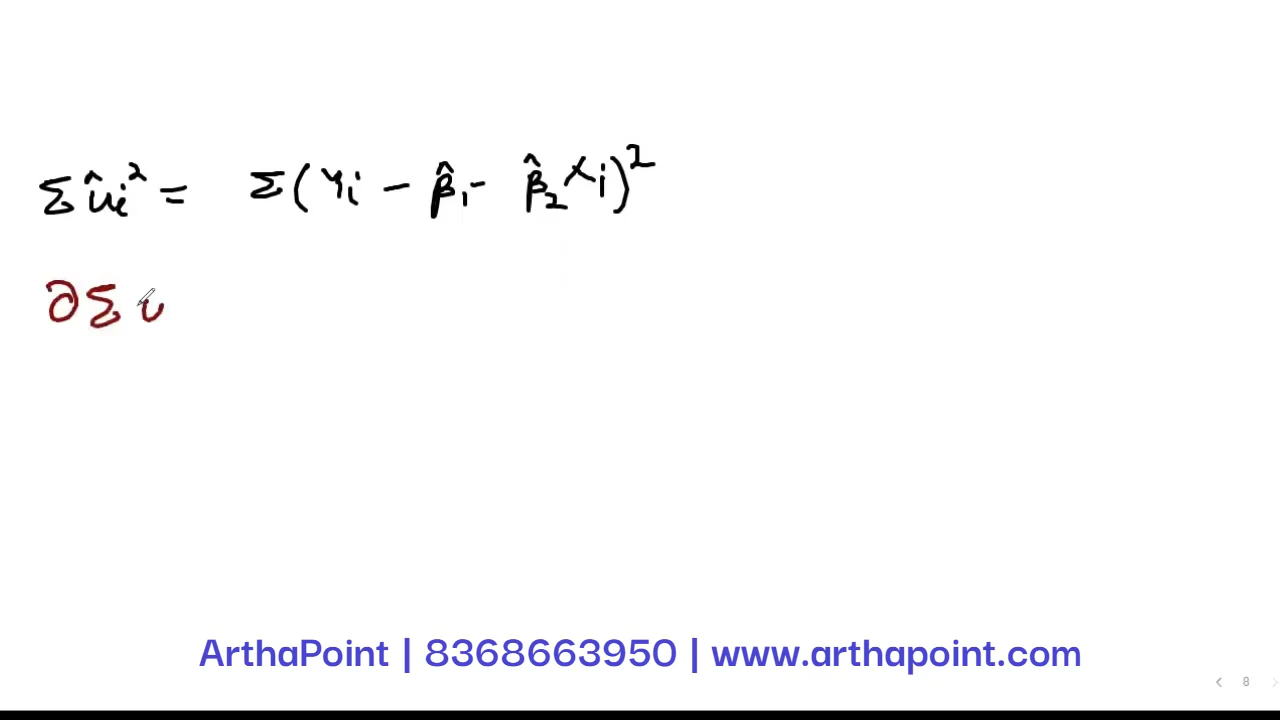 Σûi² = Σ(Yi − β̂₁ − β̂₂Xi)²
∂Σu
ArthaPoint | 8368663950 | www.arthapoint.com
< 8 >